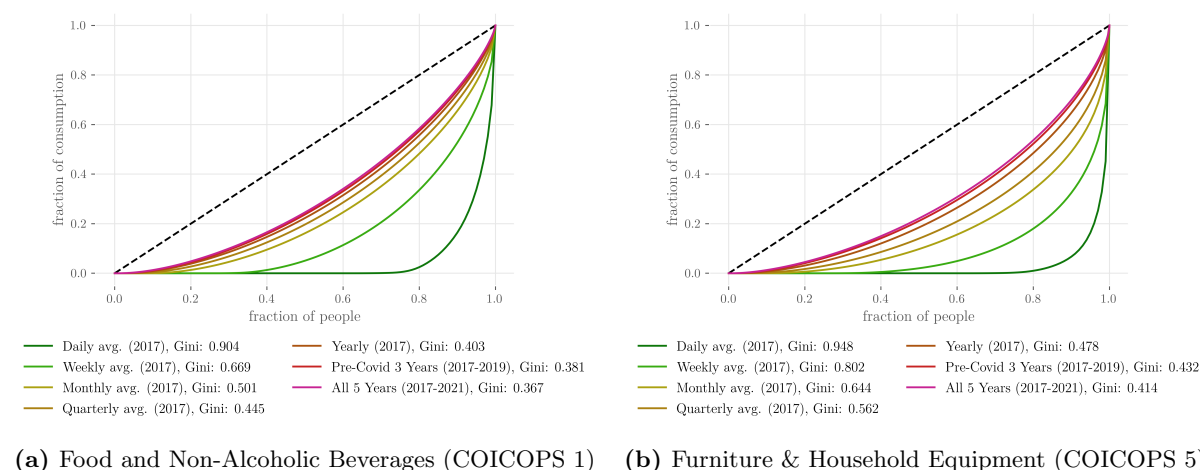 1.0
0.8
0.6
0.4
0.2
0.0
fraction of consumption
0.0 0.2 0.4 0.6 0.8 1.0
fraction of people
Daily avg. (2017), Gini: 0.904
Weekly avg. (2017), Gini: 0.669
Monthly avg. (2017), Gini: 0.501
Quarterly avg. (2017), Gini: 0.445
Yearly (2017), Gini: 0.403
Pre-Covid 3 Years (2017-2019), Gini: 0.381
All 5 Years (2017-2021), Gini: 0.367
(a) Food and Non-Alcoholic Beverages (COICOPS 1)
1.0
0.8
0.6
0.4
0.2
0.0
fraction of consumption
0.0 0.2 0.4 0.6 0.8 1.0
fraction of people
Daily avg. (2017), Gini: 0.948
Weekly avg. (2017), Gini: 0.802
Monthly avg. (2017), Gini: 0.644
Quarterly avg. (2017), Gini: 0.562
Yearly (2017), Gini: 0.478
Pre-Covid 3 Years (2017-2019), Gini: 0.432
All 5 Years (2017-2021), Gini: 0.414
(b) Furniture & Household Equipment (COICOPS 5